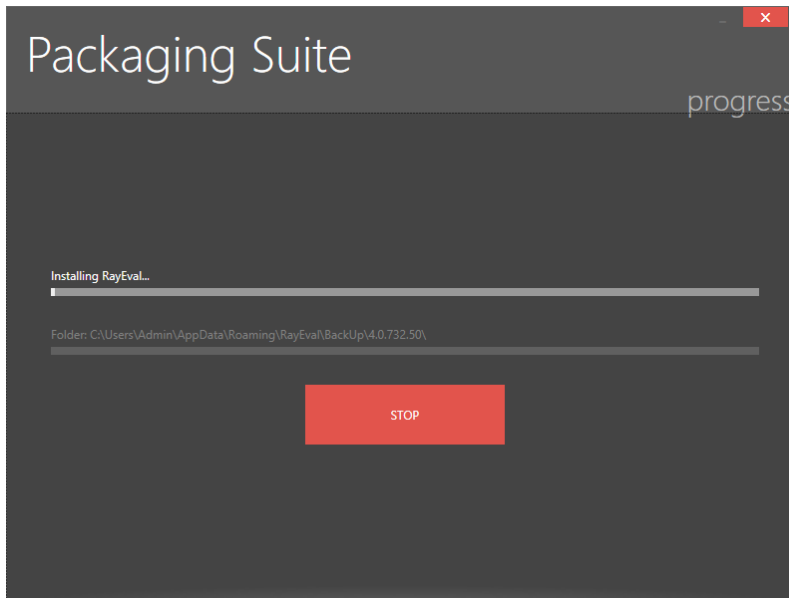 Packaging Suite
progress
Installing RayEval...
Folder: C:\Users\Admin\AppData\Roaming\RayEval\BackUp\4.0.732.50\
STOP